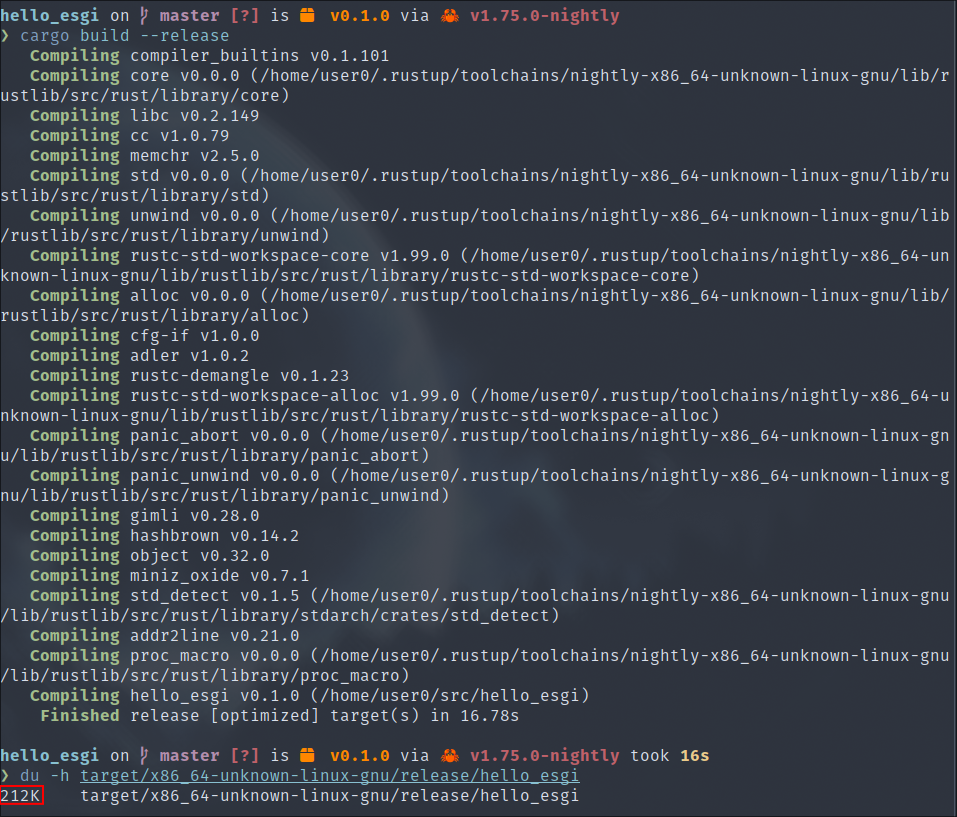 hello_esgi on master [?] is v0.1.0 via v1.75.0-nightly
❯ cargo build --release
Compiling compiler_builtins v0.1.101
Compiling core v0.0.0 (/home/user0/.rustup/toolchains/nightly-x86_64-unknown-linux-gnu/lib/r
ustlib/src/rust/library/core)
Compiling libc v0.2.149
Compiling cc v1.0.79
Compiling memchr v2.5.0
Compiling std v0.0.0 (/home/user0/.rustup/toolchains/nightly-x86_64-unknown-linux-gnu/lib/ru
stlib/src/rust/library/std)
Compiling unwind v0.0.0 (/home/user0/.rustup/toolchains/nightly-x86_64-unknown-linux-gnu/lib
/rustlib/src/rust/library/unwind)
Compiling rustc-std-workspace-core v1.99.0 (/home/user0/.rustup/toolchains/nightly-x86_64-un
known-linux-gnu/lib/rustlib/src/rust/library/rustc-std-workspace-core)
Compiling alloc v0.0.0 (/home/user0/.rustup/toolchains/nightly-x86_64-unknown-linux-gnu/lib/
rustlib/src/rust/library/alloc)
Compiling cfg-if v1.0.0
Compiling adler v1.0.2
Compiling rustc-demangle v0.1.23
Compiling rustc-std-workspace-alloc v1.99.0 (/home/user0/.rustup/toolchains/nightly-x86_64-u
nknown-linux-gnu/lib/rustlib/src/rust/library/rustc-std-workspace-alloc)
Compiling panic_abort v0.0.0 (/home/user0/.rustup/toolchains/nightly-x86_64-unknown-linux-gn
u/lib/rustlib/src/rust/library/panic_abort)
Compiling panic_unwind v0.0.0 (/home/user0/.rustup/toolchains/nightly-x86_64-unknown-linux-g
nu/lib/rustlib/src/rust/library/panic_unwind)
Compiling gimli v0.28.0
Compiling hashbrown v0.14.2
Compiling object v0.32.0
Compiling miniz_oxide v0.7.1
Compiling std_detect v0.1.5 (/home/user0/.rustup/toolchains/nightly-x86_64-unknown-linux-gnu
/lib/rustlib/src/rust/library/stdarch/crates/std_detect)
Compiling addr2line v0.21.0
Compiling proc_macro v0.0.0 (/home/user0/.rustup/toolchains/nightly-x86_64-unknown-linux-gnu
/lib/rustlib/src/rust/library/proc_macro)
Compiling hello_esgi v0.1.0 (/home/user0/src/hello_esgi)
Finished release [optimized] target(s) in 16.78s
hello_esgi on master [?] is v0.1.0 via v1.75.0-nightly took 16s
❯ du -h target/x86_64-unknown-linux-gnu/release/hello_esgi
212K target/x86_64-unknown-linux-gnu/release/hello_esgi